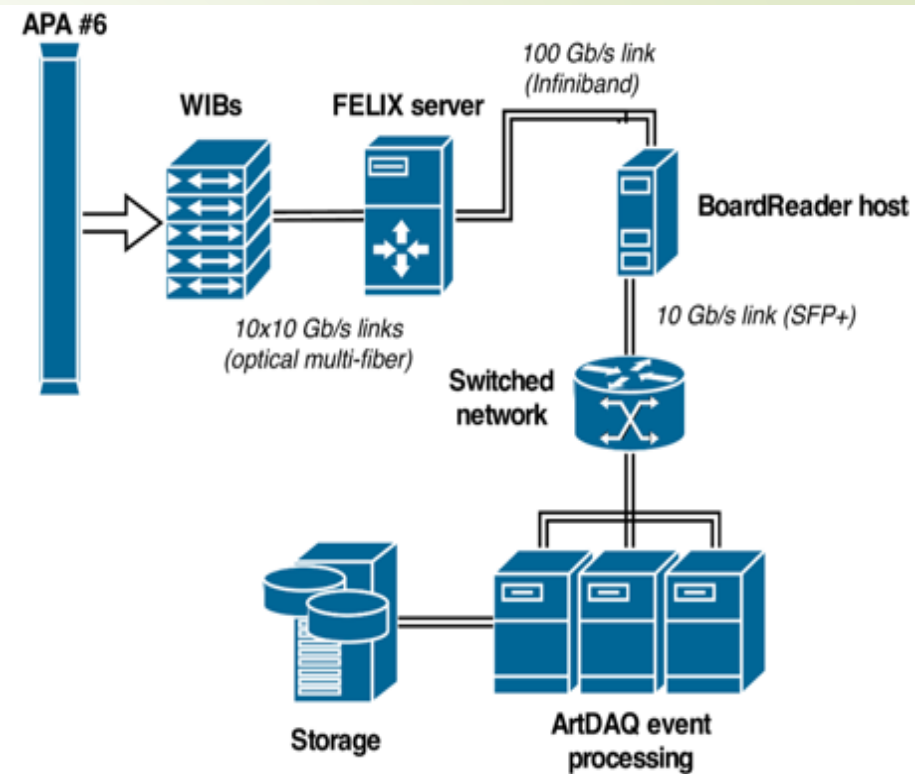 APA #6
100 Gb/s link
(Infiniband)
WIBs
FELIX server
BoardReader host
10x10 Gb/s links
(optical multi-fiber)
10 Gb/s link (SFP+)
Switched
network
Storage
ArtDAQ event
processing